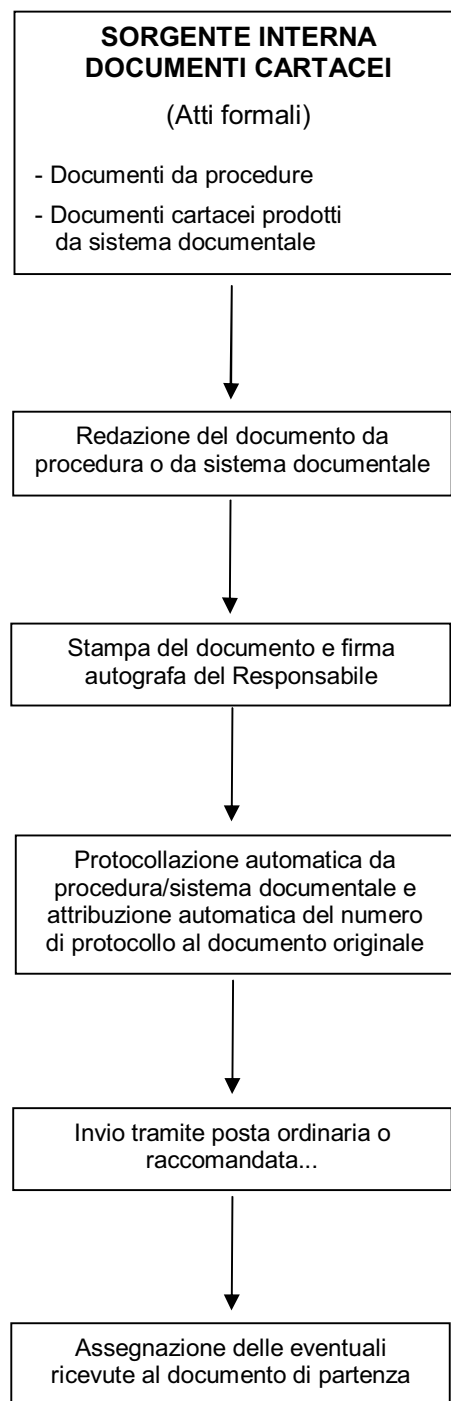 SORGENTE INTERNA
DOCUMENTI CARTACEI
(Atti formali)
- Documenti da procedure
- Documenti cartacei prodotti
da sistema documentale
Redazione del documento da
procedura o da sistema documentale
Stampa del documento e firma
autografa del Responsabile
Protocollazione automatica da
procedura/sistema documentale e
attribuzione automatica del numero
di protocollo al documento originale
Invio tramite posta ordinaria o
raccomandata...
Assegnazione delle eventuali
ricevute al documento di partenza